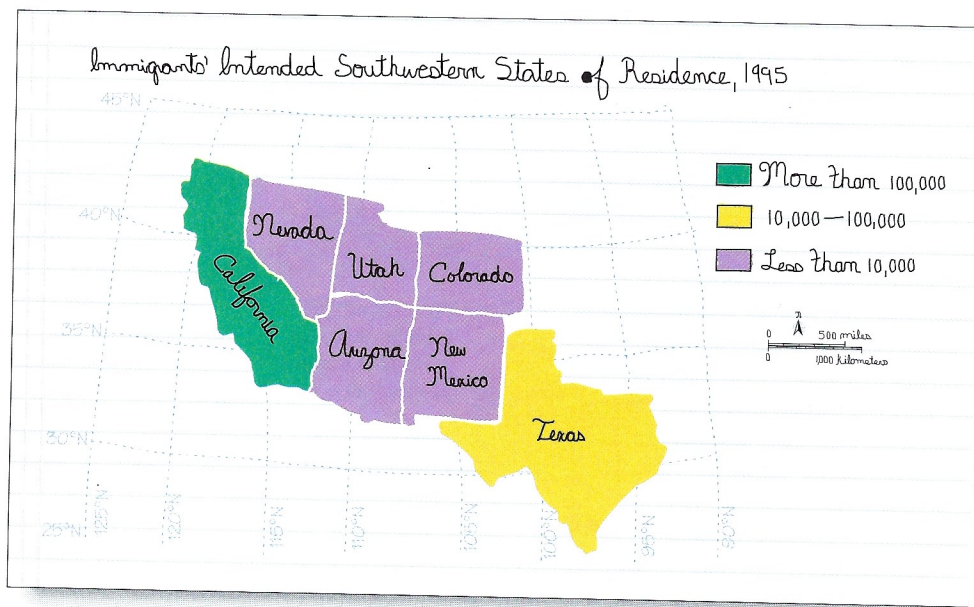 Immigrants' Intended Southwestern States of Residence, 1995
45°N
More than 100,000
40°N
10,000—100,000
Nevada
Utah
Colorado
Less than 10,000
California
35°N
Arizona
New
Mexico
n
0 500 miles
0 1,000 kilometers
Texas
30°N
25°N
125°N
120°N
115°N
110°N
105°N
100°N
95°N
90°N